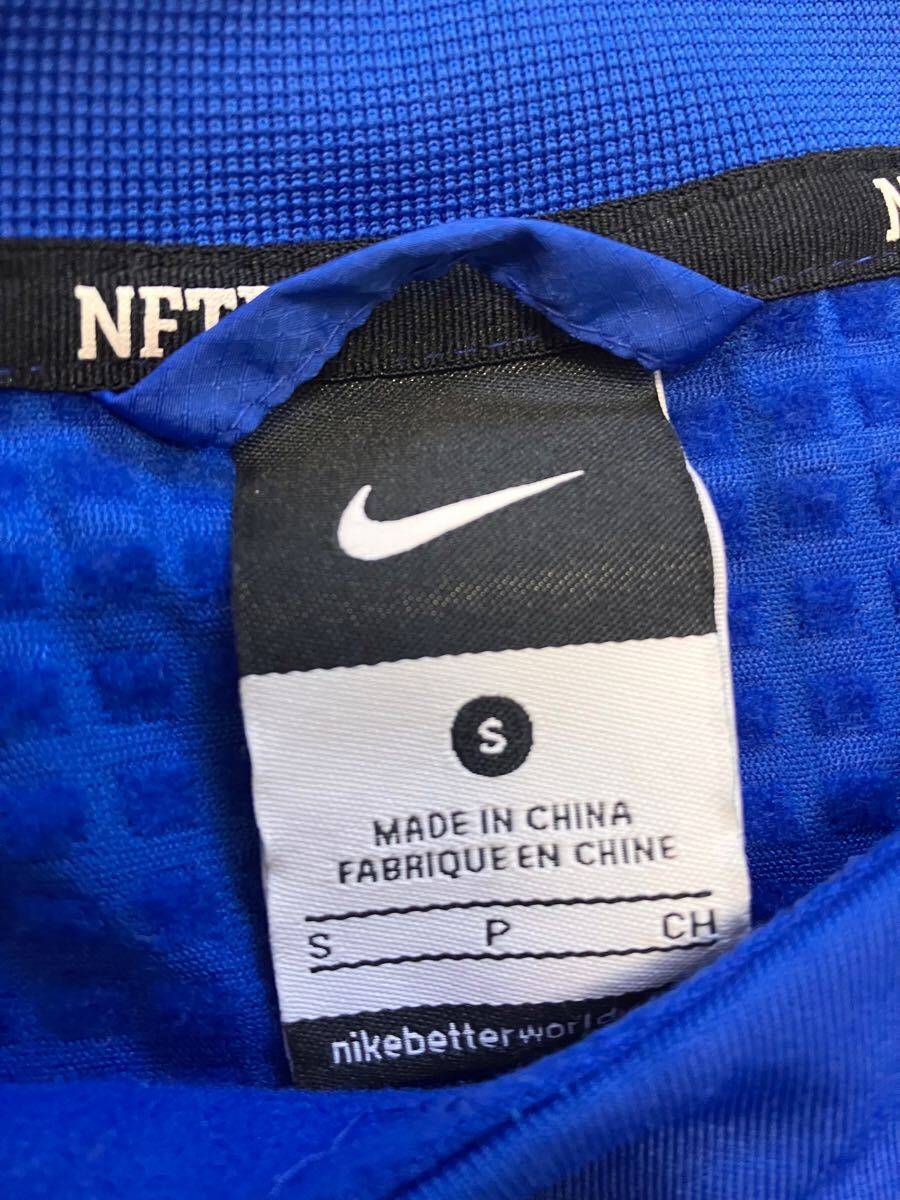 NFT
S
MADE IN CHINA
FABRIQUE EN CHINE
S P CH
nikebetterworld